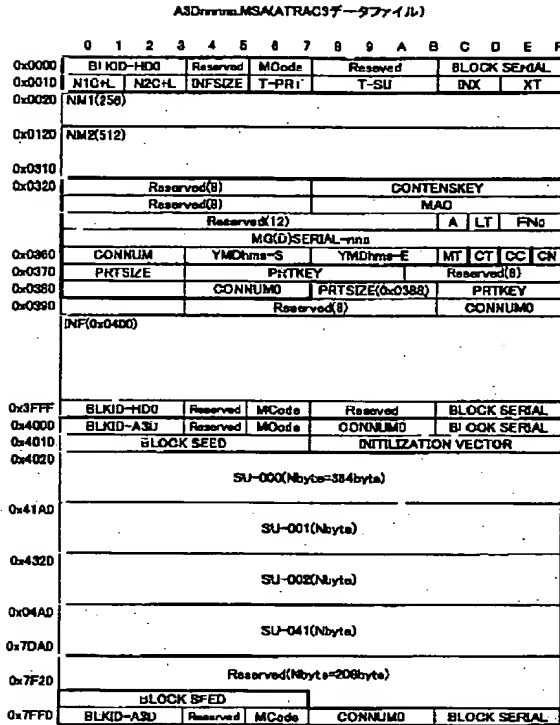 A3Dnnnnn.MSA(ATRAC3データファイル)
0 1 2 3 4 5 6 7 8 9 A B C D E F
0x0000 BLKID-HD0 Reserved MCode Reseved BLOCK SERIAL
0x0010 N1C+L N2C+L INFSIZE T-PRT T-SU INX XT
0x0020 NM1(256)
0x0120 NM2(512)
0x0310
0x0320 Reserved(8) CONTENSKEY
Reserved(8) MAC
Reserved(12) A LT FNo
MG(D)SERIAL-nnn
0x0360 CONNUM YMDhms-S YMDhms-E MT CT CC CN
0x0370 PRTSIZE PRTKEY Reserved(8)
0x0380 CONNUM0 PRTSIZE(0x0388) PRTKEY
0x0390 Reserved(8) CONNUM0
INF(0x0400)
0x3FFF BLKID-HD0 Reserved MCode Reseved BLOCK SERIAL
0x4000 BLKID-A3D Reserved MCode CONNUM0 BLOCK SERIAL
0x4010 BLOCK SEED INITILIZATION VECTOR
0x4020
SU-000(Nbyte=384byte)
0x41A0
SU-001(Nbyte)
0x4320
SU-002(Nbyte)
0x04A0
SU-041(Nbyte)
0x7DA0
Reserved(Nbyte=208byte)
0x7F20
BLOCK SEED
0x7FF0 BLKID-A3D Reserved MCode CONNUM0 BLOCK SERIAL